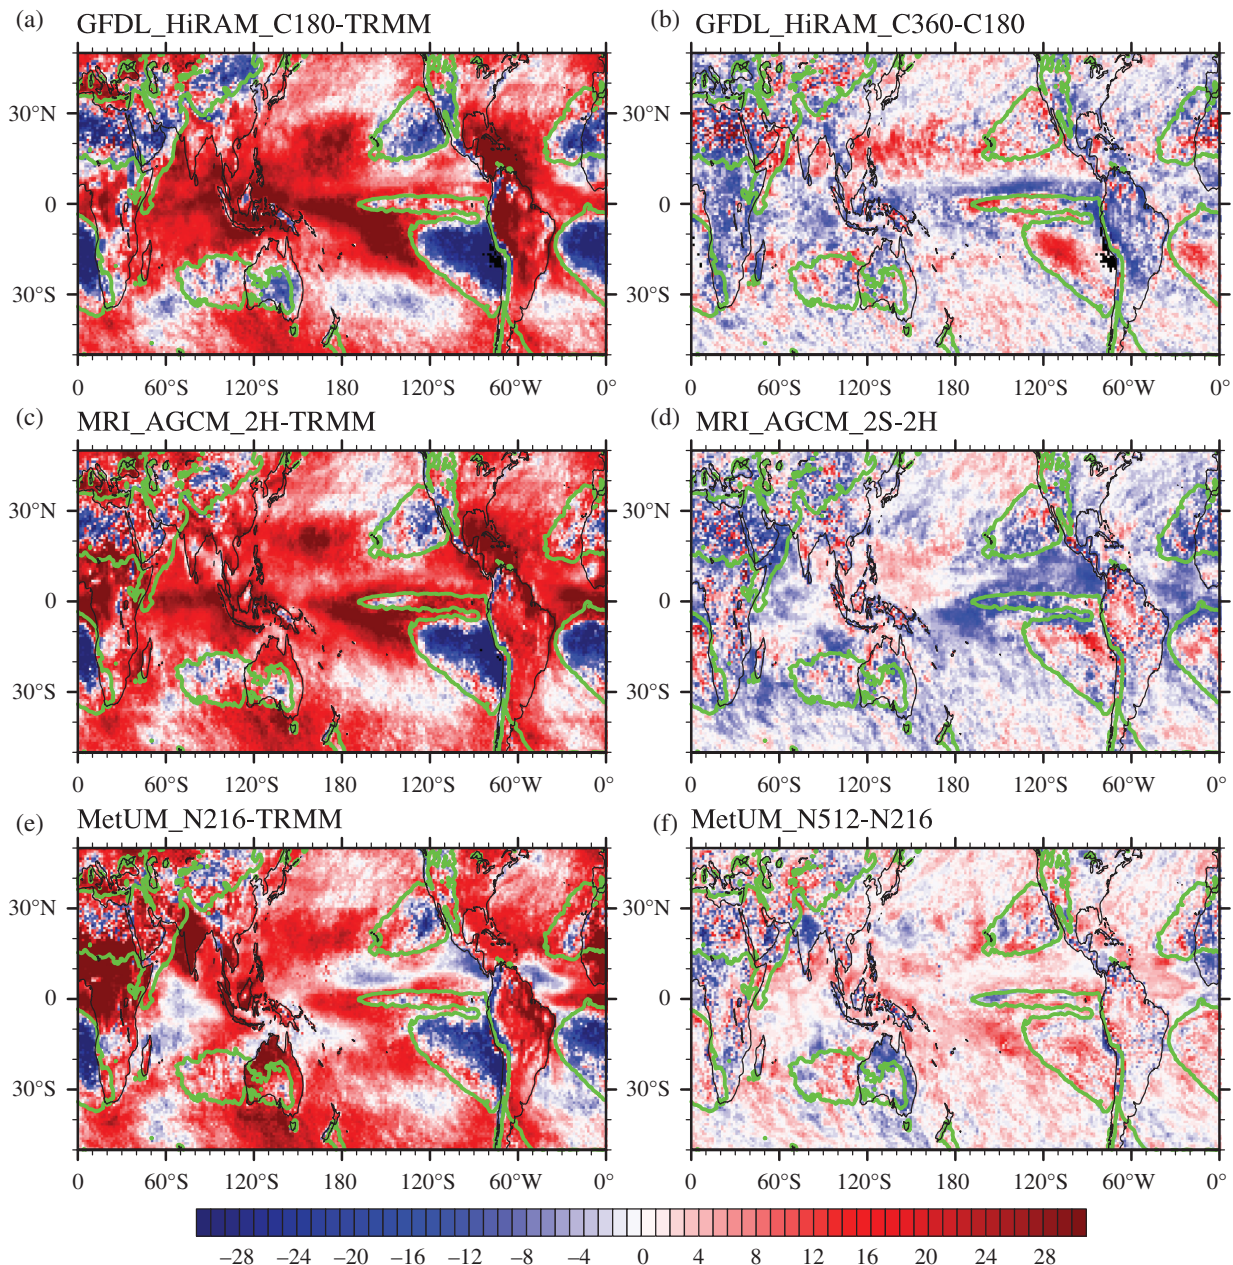 (a) GFDL_HiRAM_C180-TRMM
(b) GFDL_HiRAM_C360-C180
30°N
0
30°S
30°N
0
30°S
0 60°S 120°S 180 120°W 60°W 0°
0 60°S 120°S 180 120°W 60°W 0°
(c) MRI_AGCM_2H-TRMM
(d) MRI_AGCM_2S-2H
30°N
0
30°S
30°N
0
30°S
0 60°S 120°S 180 120°W 60°W 0°
0 60°S 120°S 180 120°W 60°W 0°
(e) MetUM_N216-TRMM
(f) MetUM_N512-N216
30°N
0
30°S
30°N
0
30°S
0 60°S 120°S 180 120°W 60°W 0°
0 60°S 120°S 180 120°W 60°W 0°
−28 −24 −20 −16 −12 −8 −4 0 4 8 12 16 20 24 28